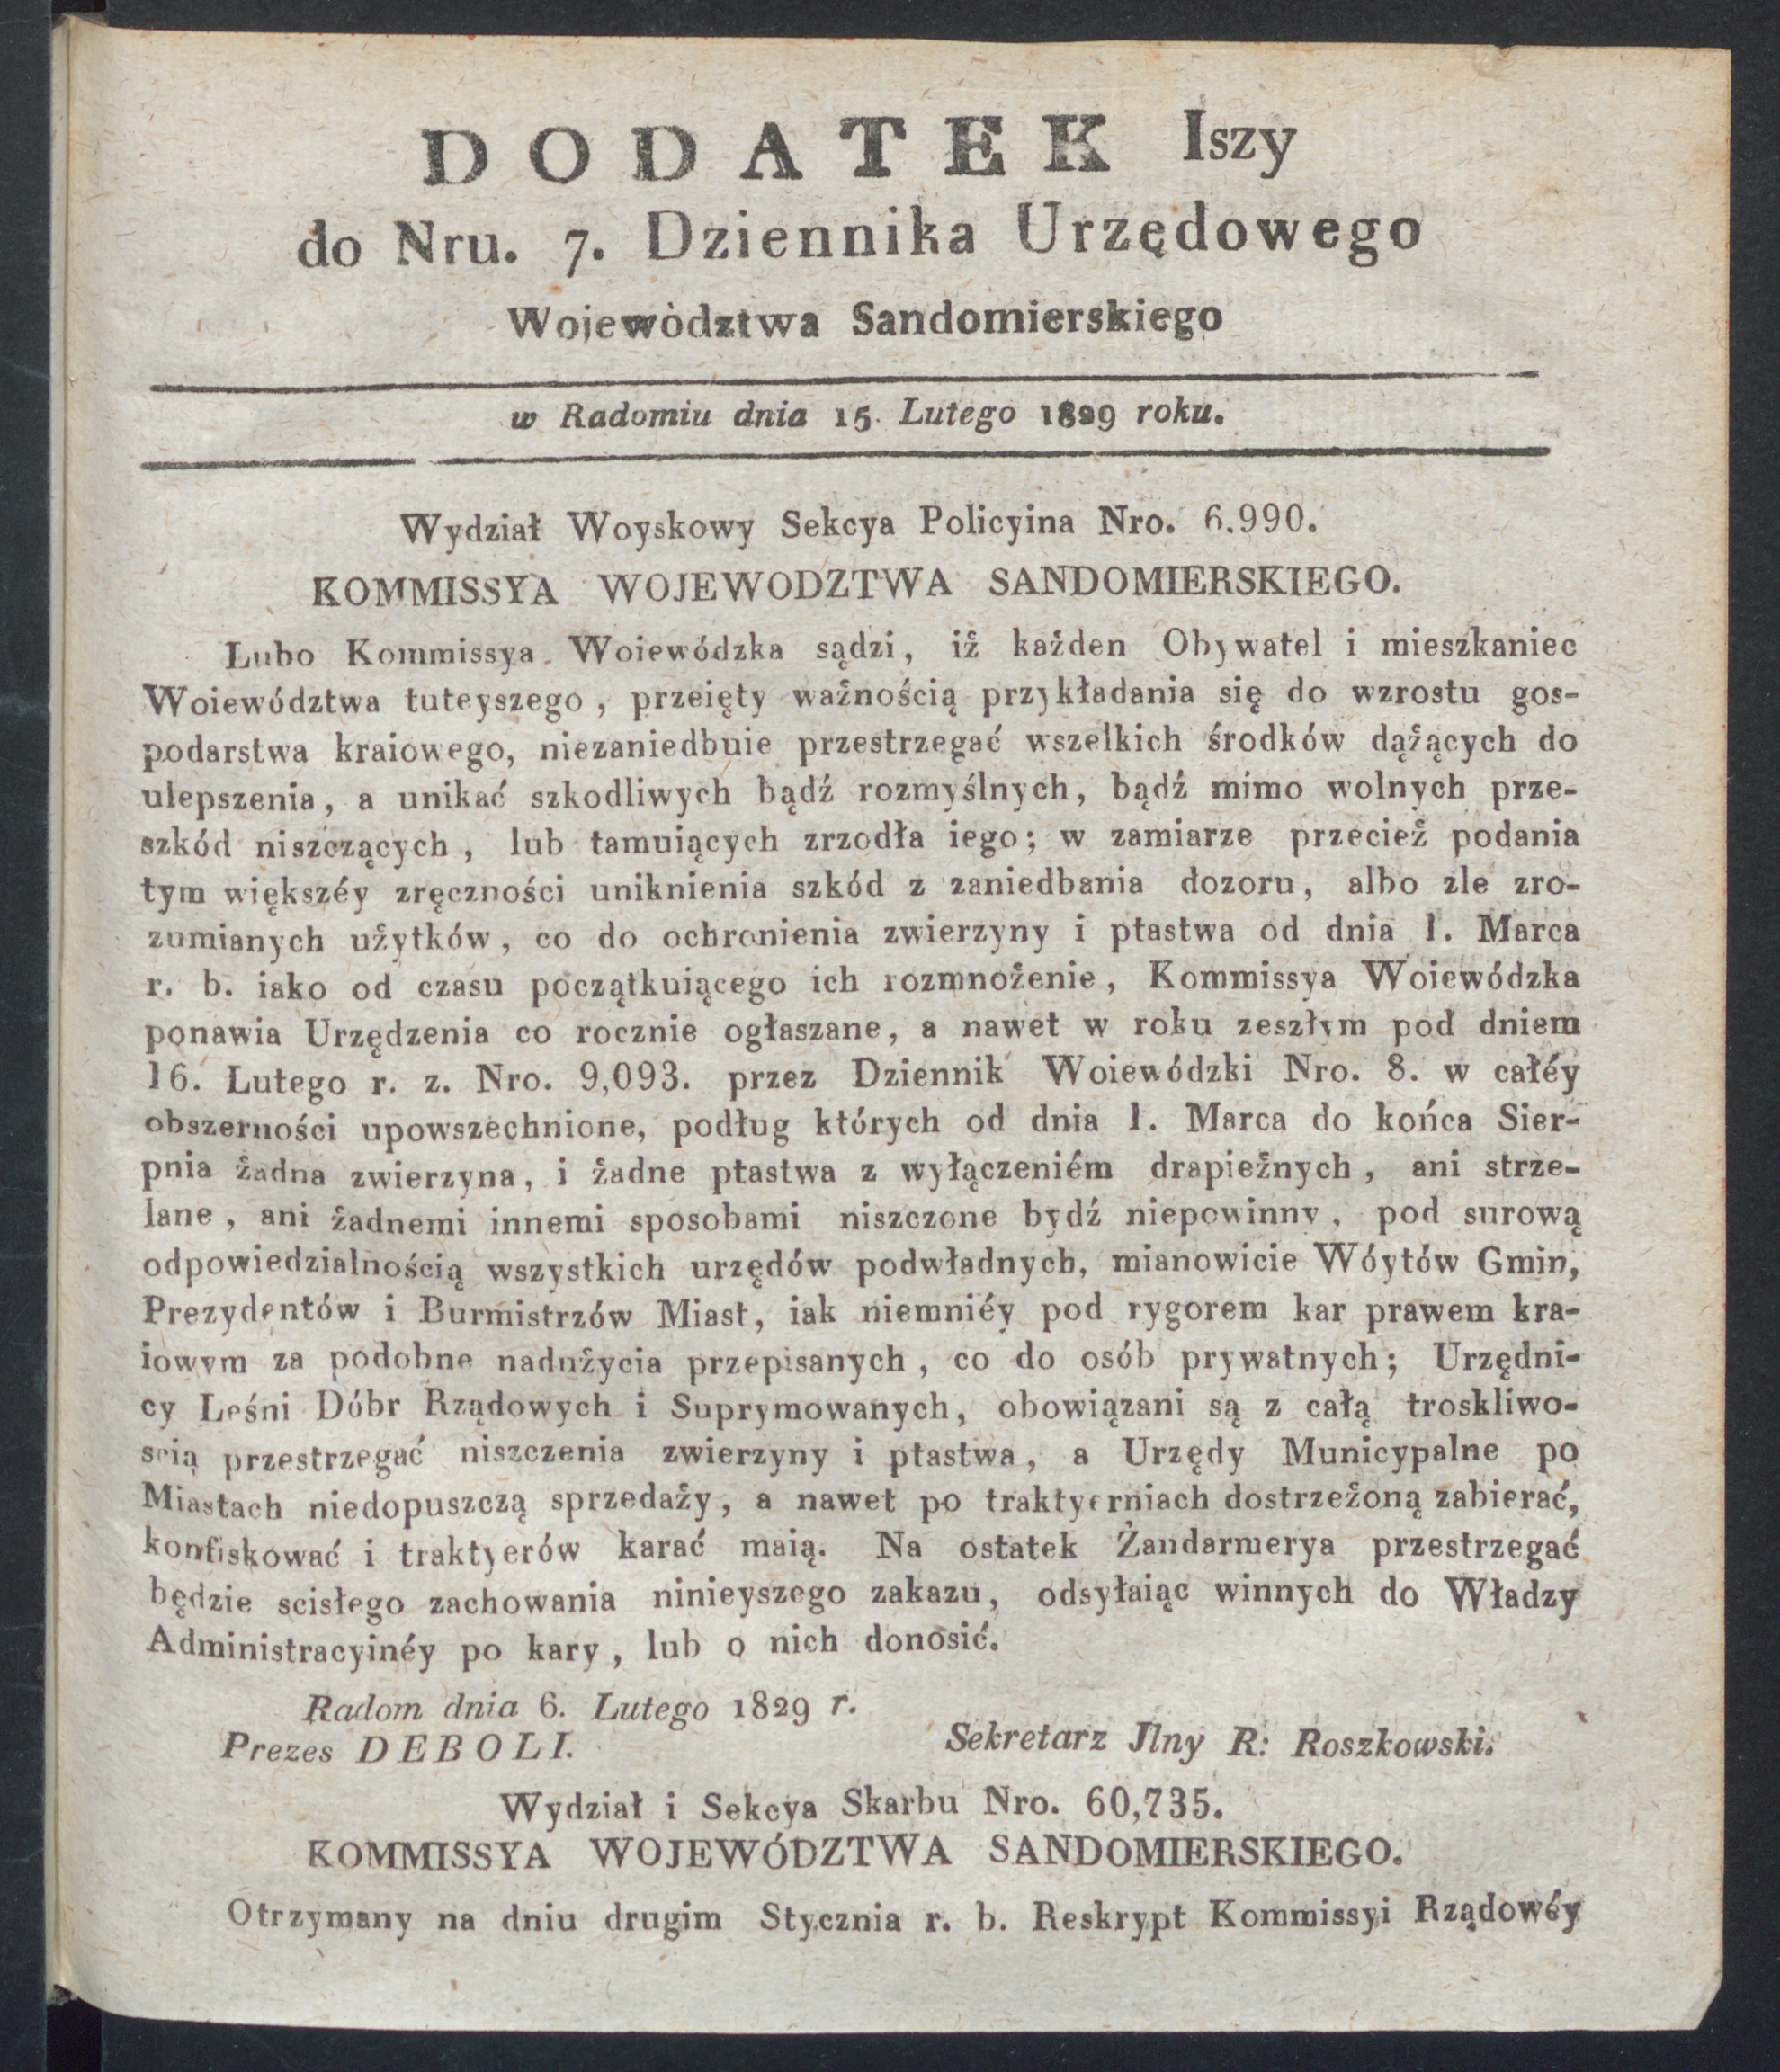 DODATEK Iszy
do Nru. 7. Dziennika Urzędowego
Wojewòdztwa Sandomierskiego
w Radomiu dnia 15. Lutego 1829 roku.
Wydział Woyskowy Sekcya Policyina Nro. 6.990.
KOMMISSYA WOJEWODZTWA SANDOMIERSKIEGO.
Lubo Kommissya Woiewódzka sądzi, iż każden Obywatel i mieszkaniec
Woiewództwa tuteyszego, przeięty ważnością przykładania się do wzrostu gos-
podarstwa kraiowego, niezaniedbuie przestrzegać wszelkich środków dążących do
ulepszenia, a unikać szkodliwych bądź rozmyślnych, bądź mimo wolnych prze-
szkód niszczących, lub tamuiących zrzodła iego; w zamiarze przecież podania
tym większéy zręczności uniknienia szkód z zaniedbania dozoru, albo zle zro-
zumianych użytków, co do ochronienia zwierzyny i ptastwa od dnia 1. Marca
r. b. iako od czasu początkuiącego ich rozmnożenie, Kommissya Woiewódzka
ponawia Urzędzenia co rocznie ogłaszane, a nawet w roku zeszłym pod dniem
16. Lutego r. z. Nro. 9,093. przez Dziennik Woiewódzki Nro. 8. w całéy
obszerności upowszechnione, podług których od dnia 1. Marca do końca Sier-
pnia żadna zwierzyna, i żadne ptastwa z wyłączeniém drapieżnych, ani strze-
lane, ani żadnemi innemi sposobami niszczone bydź niepowinny, pod surową
odpowiedzialnością wszystkich urzędów podwładnych, mianowicie Wóytów Gmin,
Prezydentów i Burmistrzów Miast, iak niemniéy pod rygorem kar prawem kra-
iowym za podobne nadużycia przepisanych, co do osób prywatnych; Urzędni-
cy Leśni Dóbr Rządowych i Suprymowanych, obowiązani są z całą troskliwo-
scią przestrzegać niszczenia zwierzyny i ptastwa, a Urzędy Municypalne po
Miastach niedopuszczą sprzedaży, a nawet po traktyerniach dostrzeżoną zabierać,
konfiskować i traktyerów karać maią. Na ostatek Żandarmerya przestrzegać
będzie scisłego zachowania ninieyszego zakazu, odsyłaiąc winnych do Władzy
Administracyinéy po kary, lub o nich donosić.
Radom dnia 6. Lutego 1829 r.
Prezes DEBOLI. Sekretarz Jlny R: Roszkowski.
Wydział i Sekcya Skarbu Nro. 60,735.
KOMMISSYA WOJEWÓDZTWA SANDOMIERSKIEGO.
Otrzymany na dniu drugim Stycznia r. b. Reskrypt Kommissyi Rządowéy